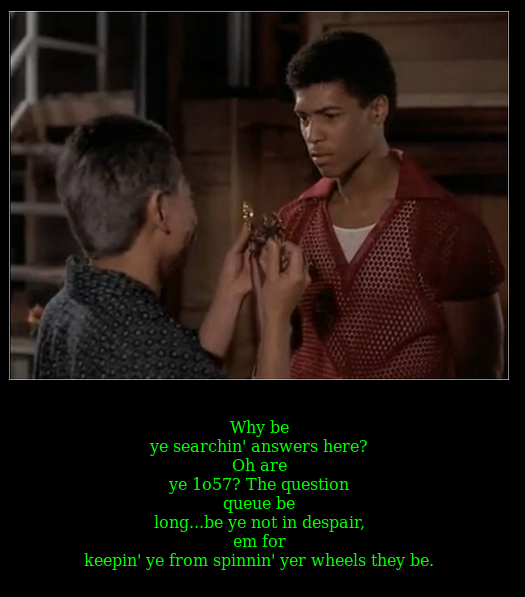 Why be
ye searchin' answers here?
Oh are
ye 1o57? The question
queue be
long...be ye not in despair,
em for
keepin' ye from spinnin' yer wheels they be.